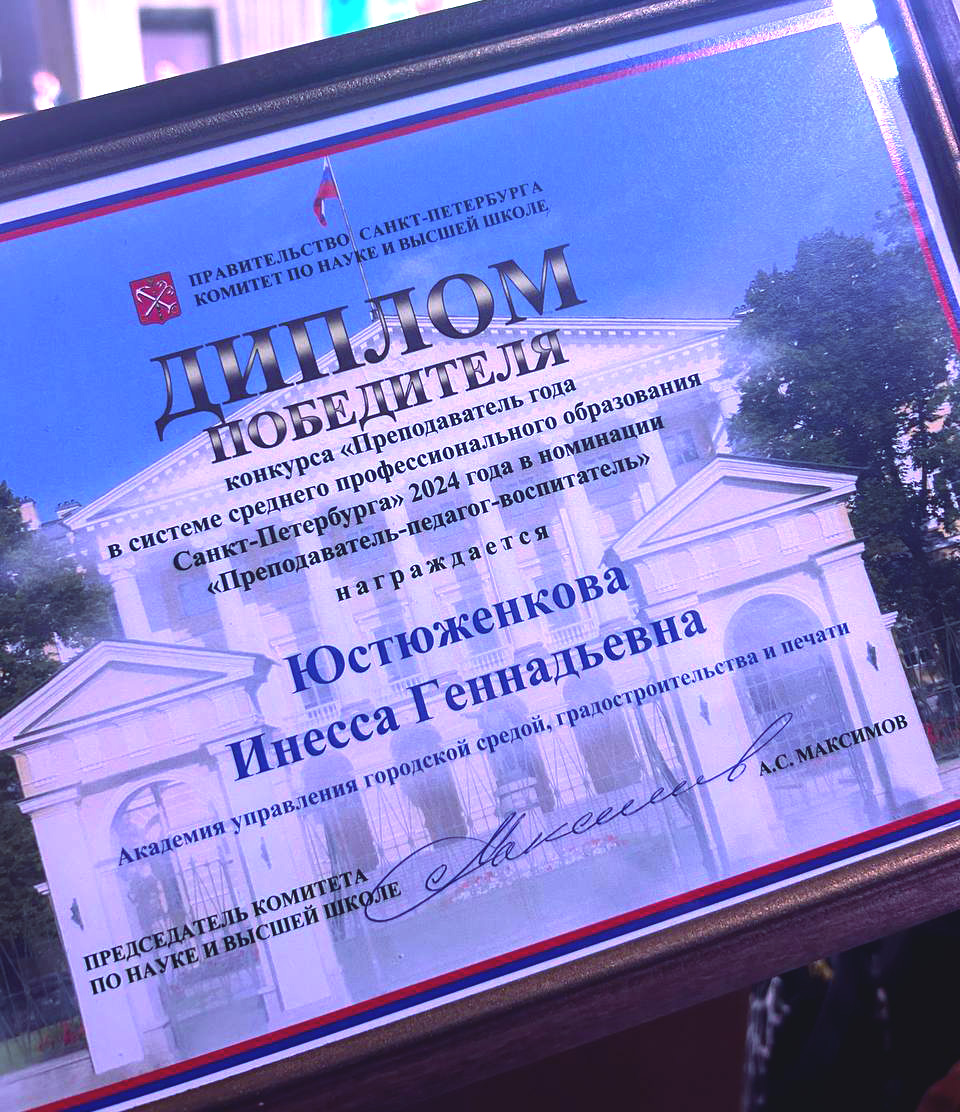 ПРАВИТЕЛЬСТВО САНКТ-ПЕТЕРБУРГА
КОМИТЕТ ПО НАУКЕ И ВЫСШЕЙ ШКОЛЕ
ДИПЛОМ
ПОБЕДИТЕЛЯ
конкурса «Преподаватель года
в системе среднего профессионального образования
Санкт-Петербурга» 2024 года в номинации
«Преподаватель-педагог-воспитатель»
награждается
Юстюженкова
Инесса Геннадьевна
Академия управления городской средой, градостроительства и печати
ПРЕДСЕДАТЕЛЬ КОМИТЕТА
ПО НАУКЕ И ВЫСШЕЙ ШКОЛЕ
Максимов
А.С. МАКСИМОВ